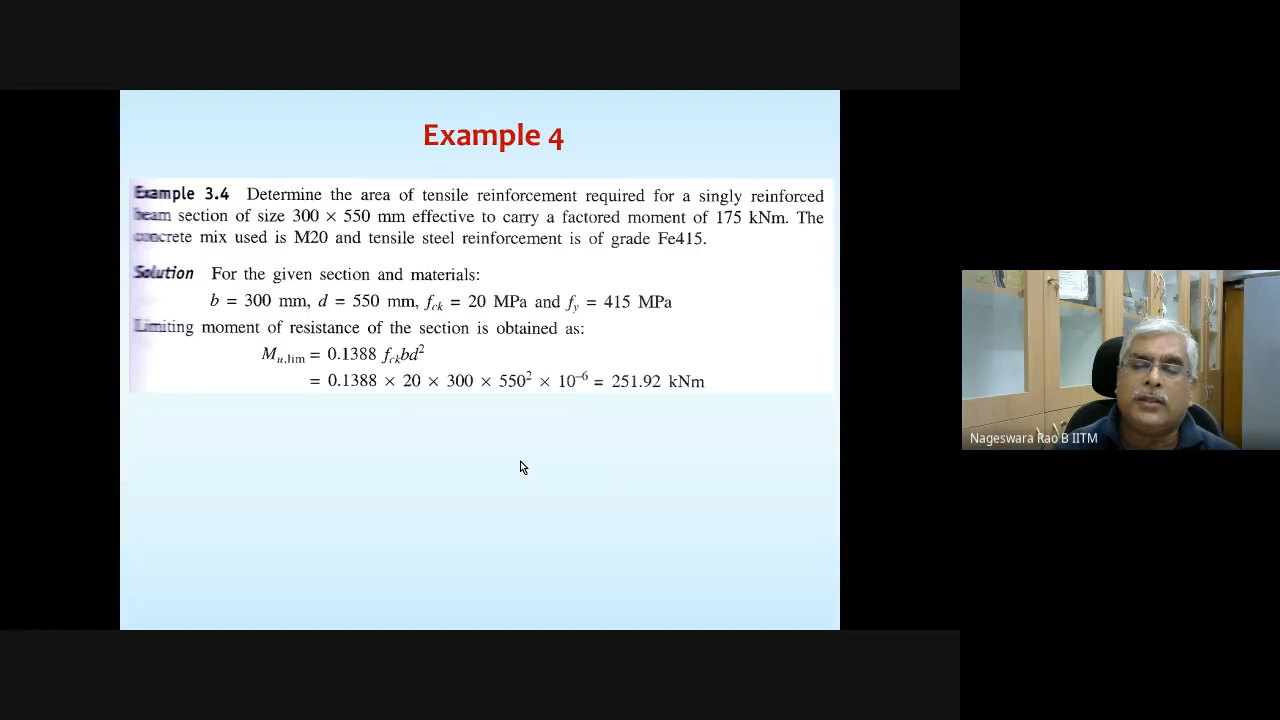 Example 4
Example 3.4 Determine the area of tensile reinforcement required for a singly reinforced
beam section of size 300 × 550 mm effective to carry a factored moment of 175 kNm. The
concrete mix used is M20 and tensile steel reinforcement is of grade Fe415.
Solution For the given section and materials:
b = 300 mm, d = 550 mm, fck = 20 MPa and fy = 415 MPa
Limiting moment of resistance of the section is obtained as:
Mu,lim = 0.1388 fckbd²
= 0.1388 × 20 × 300 × 550² × 10⁻⁶ = 251.92 kNm
Nageswara Rao B IITM